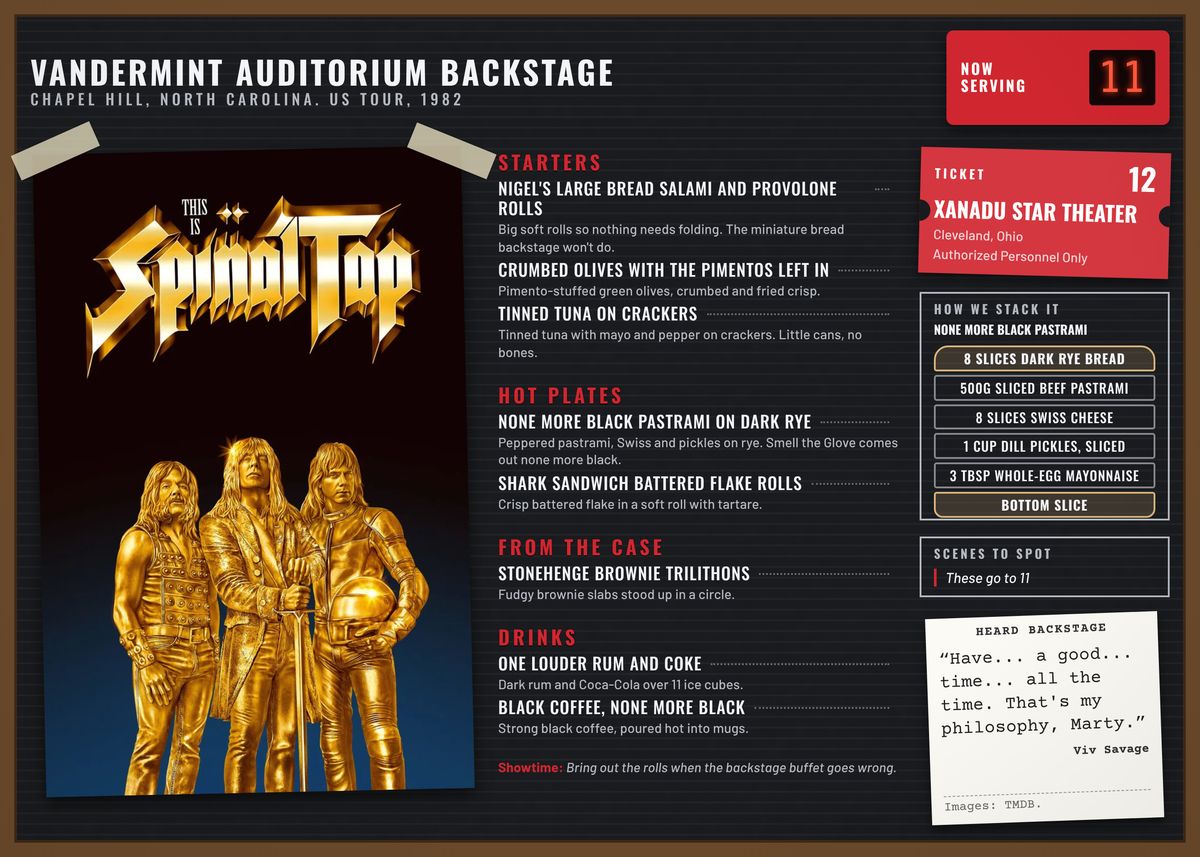 VANDERMINT AUDITORIUM BACKSTAGE
CHAPEL HILL, NORTH CAROLINA. US TOUR, 1982
NOW
SERVING
11
THIS
IS
Spın̈al Tap
STARTERS
NIGEL'S LARGE BREAD SALAMI AND PROVOLONE
ROLLS
Big soft rolls so nothing needs folding. The miniature bread
backstage won't do.
CRUMBED OLIVES WITH THE PIMENTOS LEFT IN
Pimento-stuffed green olives, crumbed and fried crisp.
TINNED TUNA ON CRACKERS
Tinned tuna with mayo and pepper on crackers. Little cans, no
bones.
HOT PLATES
NONE MORE BLACK PASTRAMI ON DARK RYE
Peppered pastrami, Swiss and pickles on rye. Smell the Glove comes
out none more black.
SHARK SANDWICH BATTERED FLAKE ROLLS
Crisp battered flake in a soft roll with tartare.
FROM THE CASE
STONEHENGE BROWNIE TRILITHONS
Fudgy brownie slabs stood up in a circle.
DRINKS
ONE LOUDER RUM AND COKE
Dark rum and Coca-Cola over 11 ice cubes.
BLACK COFFEE, NONE MORE BLACK
Strong black coffee, poured hot into mugs.
Showtime: Bring out the rolls when the backstage buffet goes wrong.
TICKET
12
XANADU STAR THEATER
Cleveland, Ohio
Authorized Personnel Only
HOW WE STACK IT
NONE MORE BLACK PASTRAMI
8 SLICES DARK RYE BREAD
500G SLICED BEEF PASTRAMI
8 SLICES SWISS CHEESE
1 CUP DILL PICKLES, SLICED
3 TBSP WHOLE-EGG MAYONNAISE
BOTTOM SLICE
SCENES TO SPOT
These go to 11
HEARD BACKSTAGE
“Have... a good...
time... all the
time. That's my
philosophy, Marty.”
Viv Savage
Images: TMDB.